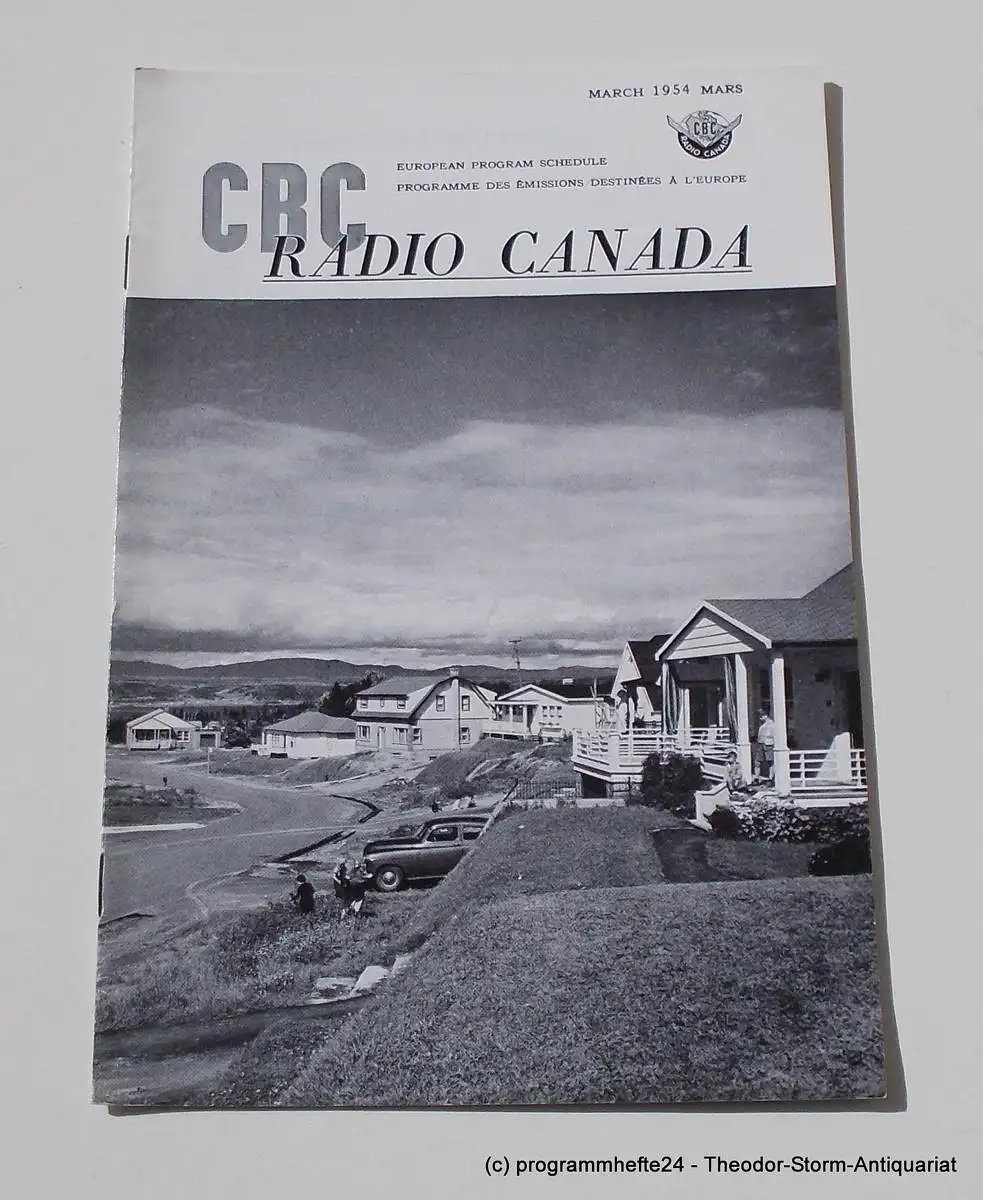 MARCH 1954 MARS
CBC
RADIO CANADA
EUROPEAN PROGRAM SCHEDULE
PROGRAMME DES ÉMISSIONS DESTINÉES À L'EUROPE
CBC
RADIO CANADA
(c) programmhefte24 - Theodor-Storm-Antiquariat